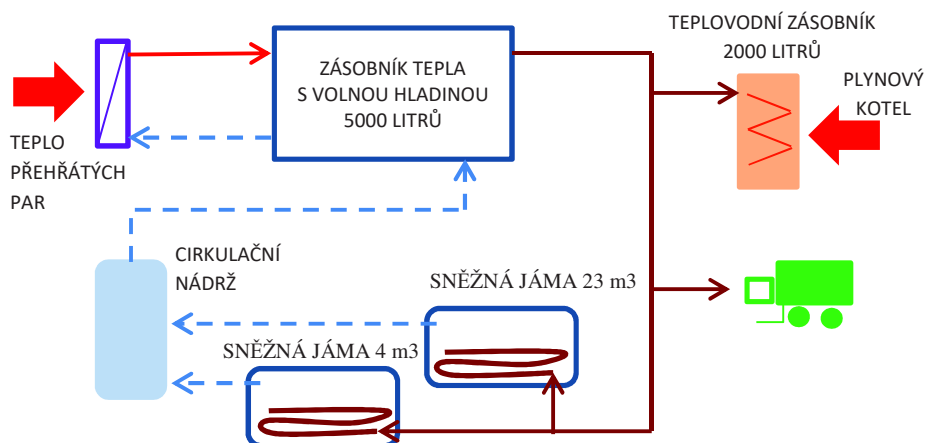 TEPLOVODNÍ ZÁSOBNÍK
2000 LITRŮ
ZÁSOBNÍK TEPLA
S VOLNOU HLADINOU
5000 LITRŮ
PLYNOVÝ
KOTEL
TEPLO
PŘEHŘÁTÝCH
PAR
CIRKULAČNÍ
NÁDRŽ
SNĚŽNÁ JÁMA 23 m3
SNĚŽNÁ JÁMA 4 m3